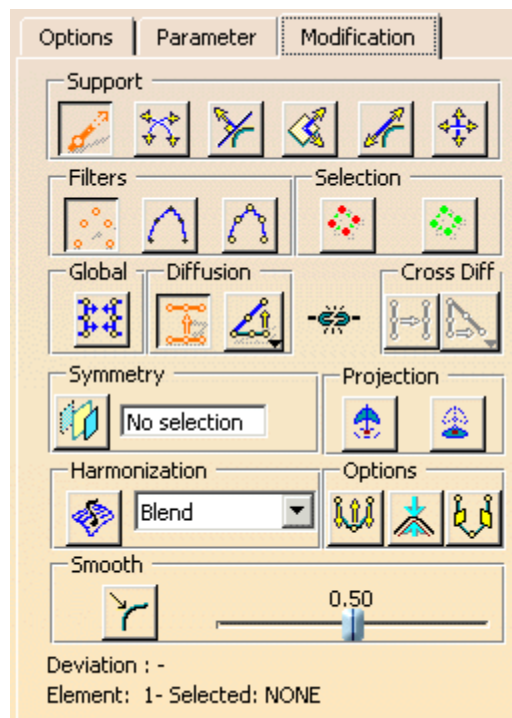 Options Parameter Modification
Support
Filters Selection
Global Diffusion Cross Diff
Symmetry Projection
No selection
Harmonization Options
Blend
Smooth
0.50
Deviation : -
Element: 1- Selected: NONE